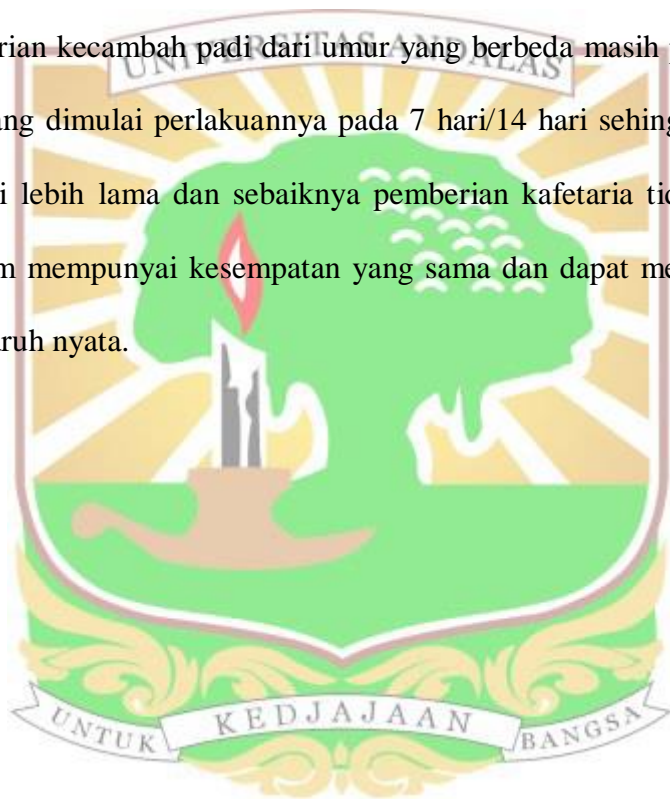 rian kecambah padi dari umur yang berbeda masih
UNIVERSITAS ANDALAS
ang dimulai perlakuannya pada 7 hari/14 hari sehing
i lebih lama dan sebaiknya pemberian kafetaria tid
m mempunyai kesempatan yang sama dan dapat me
ruh nyata.
UNTUK KEDJAJAAN BANGSA